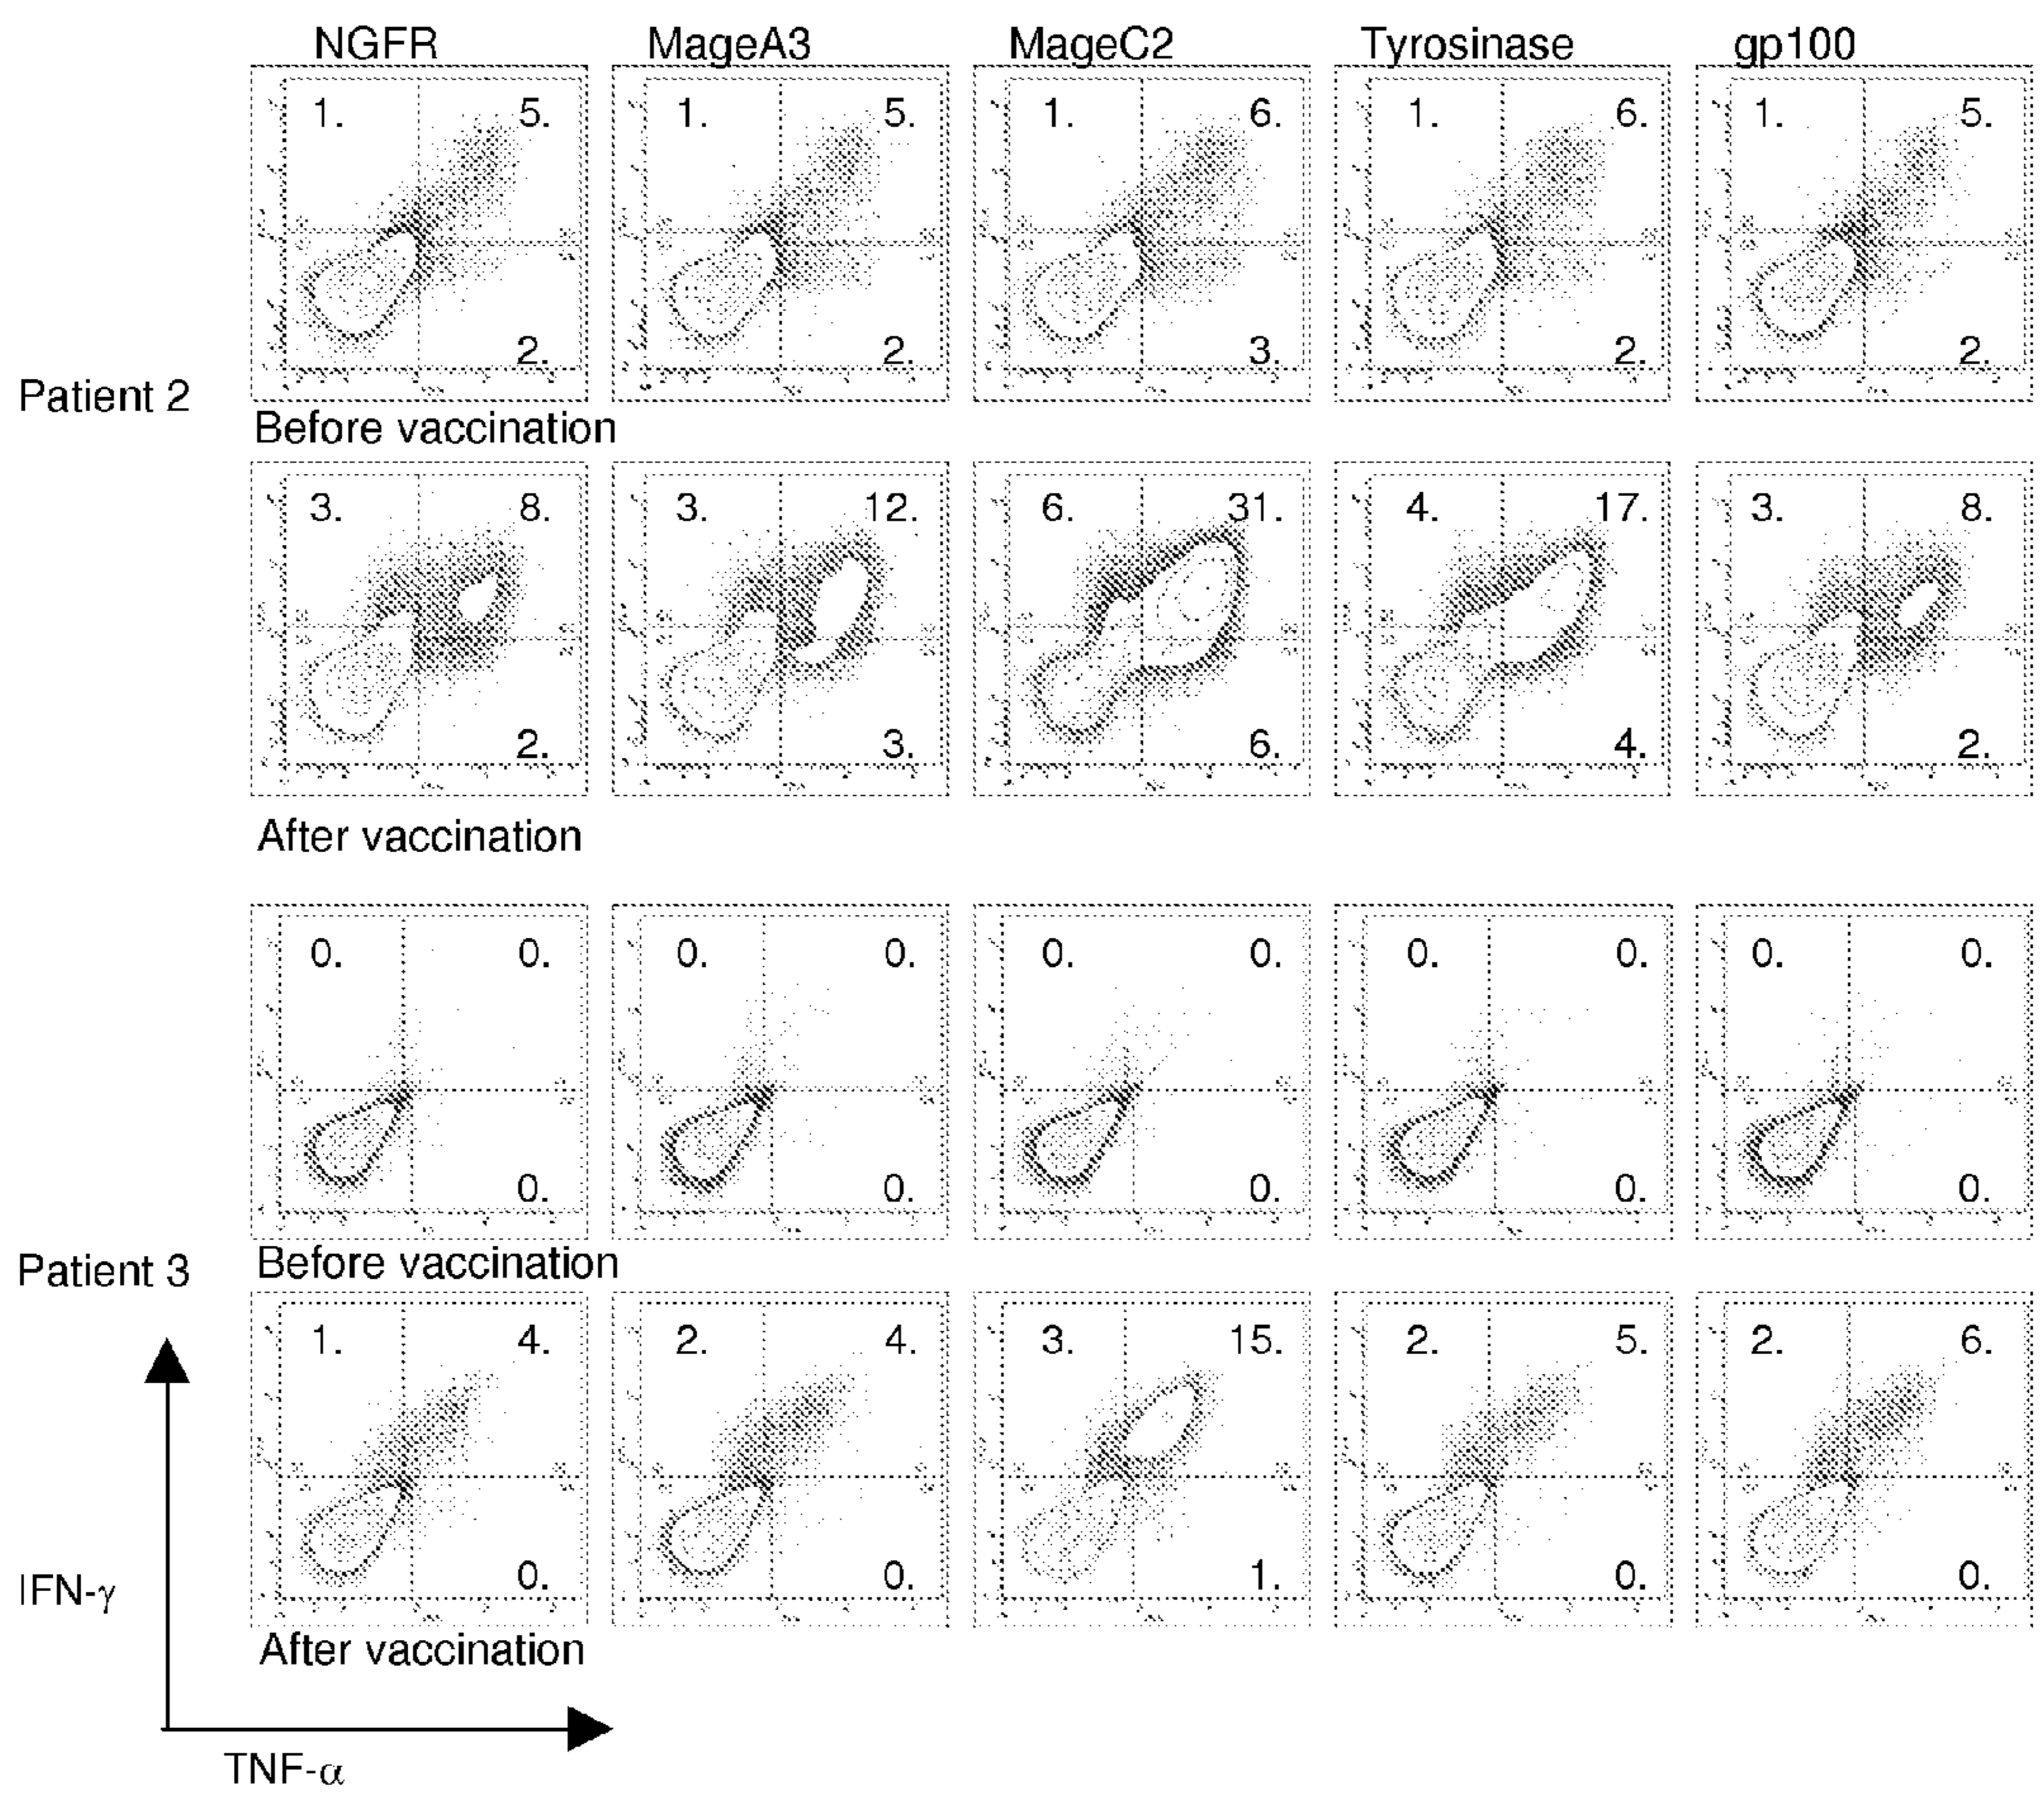 NGFR MageA3 MageC2 Tyrosinase gp100
1. 5. 1. 5. 1. 6. 1. 6. 1. 5.
2. 2. 3. 2. 2.
Patient 2
Before vaccination
3. 8. 3. 12. 6. 31. 4. 17. 3. 8.
2. 3. 6. 4. 2.
After vaccination
0. 0. 0. 0. 0. 0. 0. 0. 0. 0.
0. 0. 0. 0. 0.
Patient 3
Before vaccination
1. 4. 2. 4. 3. 15. 2. 5. 2. 6.
0. 0. 1. 0. 0.
IFN-γ
After vaccination
TNF-α